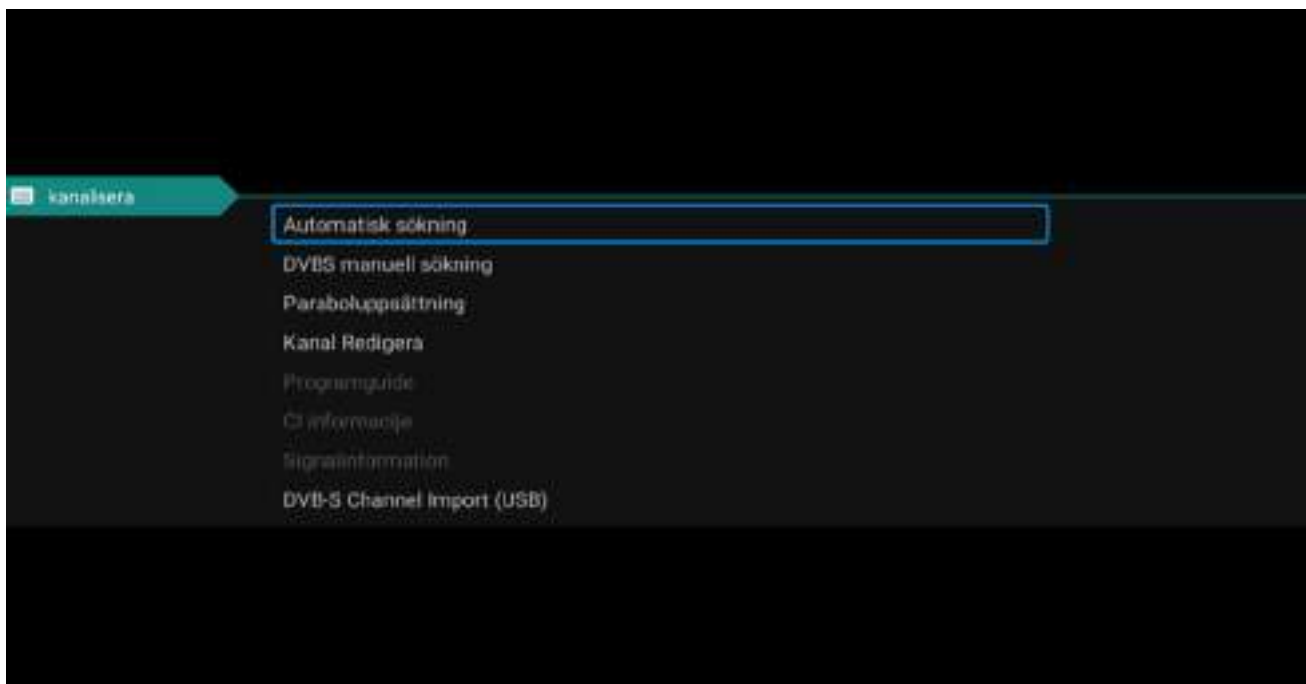 kanalisera
Automatisk sökning
DVBS manuell sökning
Paraboluppsättning
Kanal Redigera
Programguide
CI informacije
Signalinformation
DVB-S Channel Import (USB)